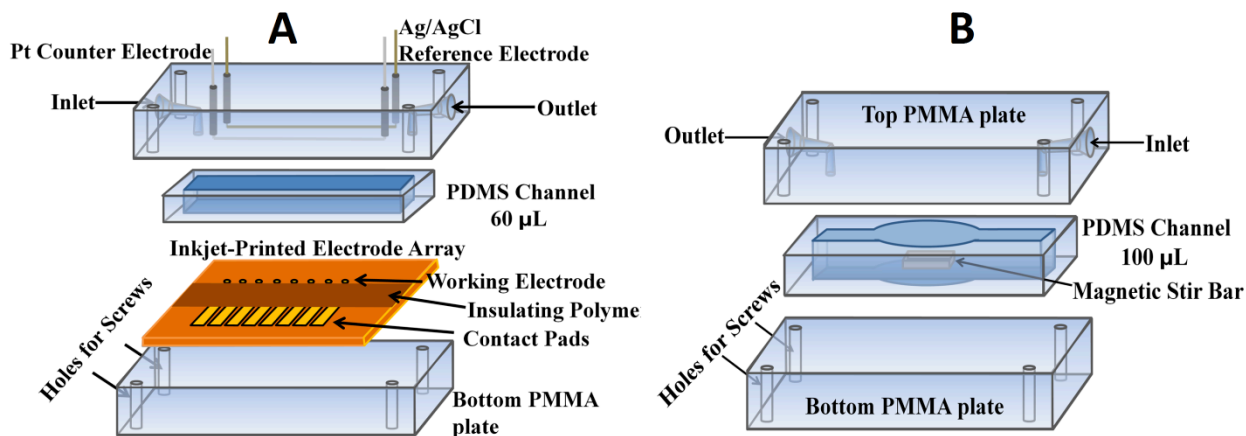 A
Pt Counter Electrode
Ag/AgCl
Reference Electrode
Inlet
Outlet
PDMS Channel
60 µL
Inkjet-Printed Electrode Array
Working Electrode
Insulating Polyme
Contact Pads
Holes for Screws
Bottom PMMA
plate
B
Top PMMA plate
Outlet
Inlet
PDMS Channel
100 µL
Magnetic Stir Bar
Holes for Screws
Bottom PMMA plate